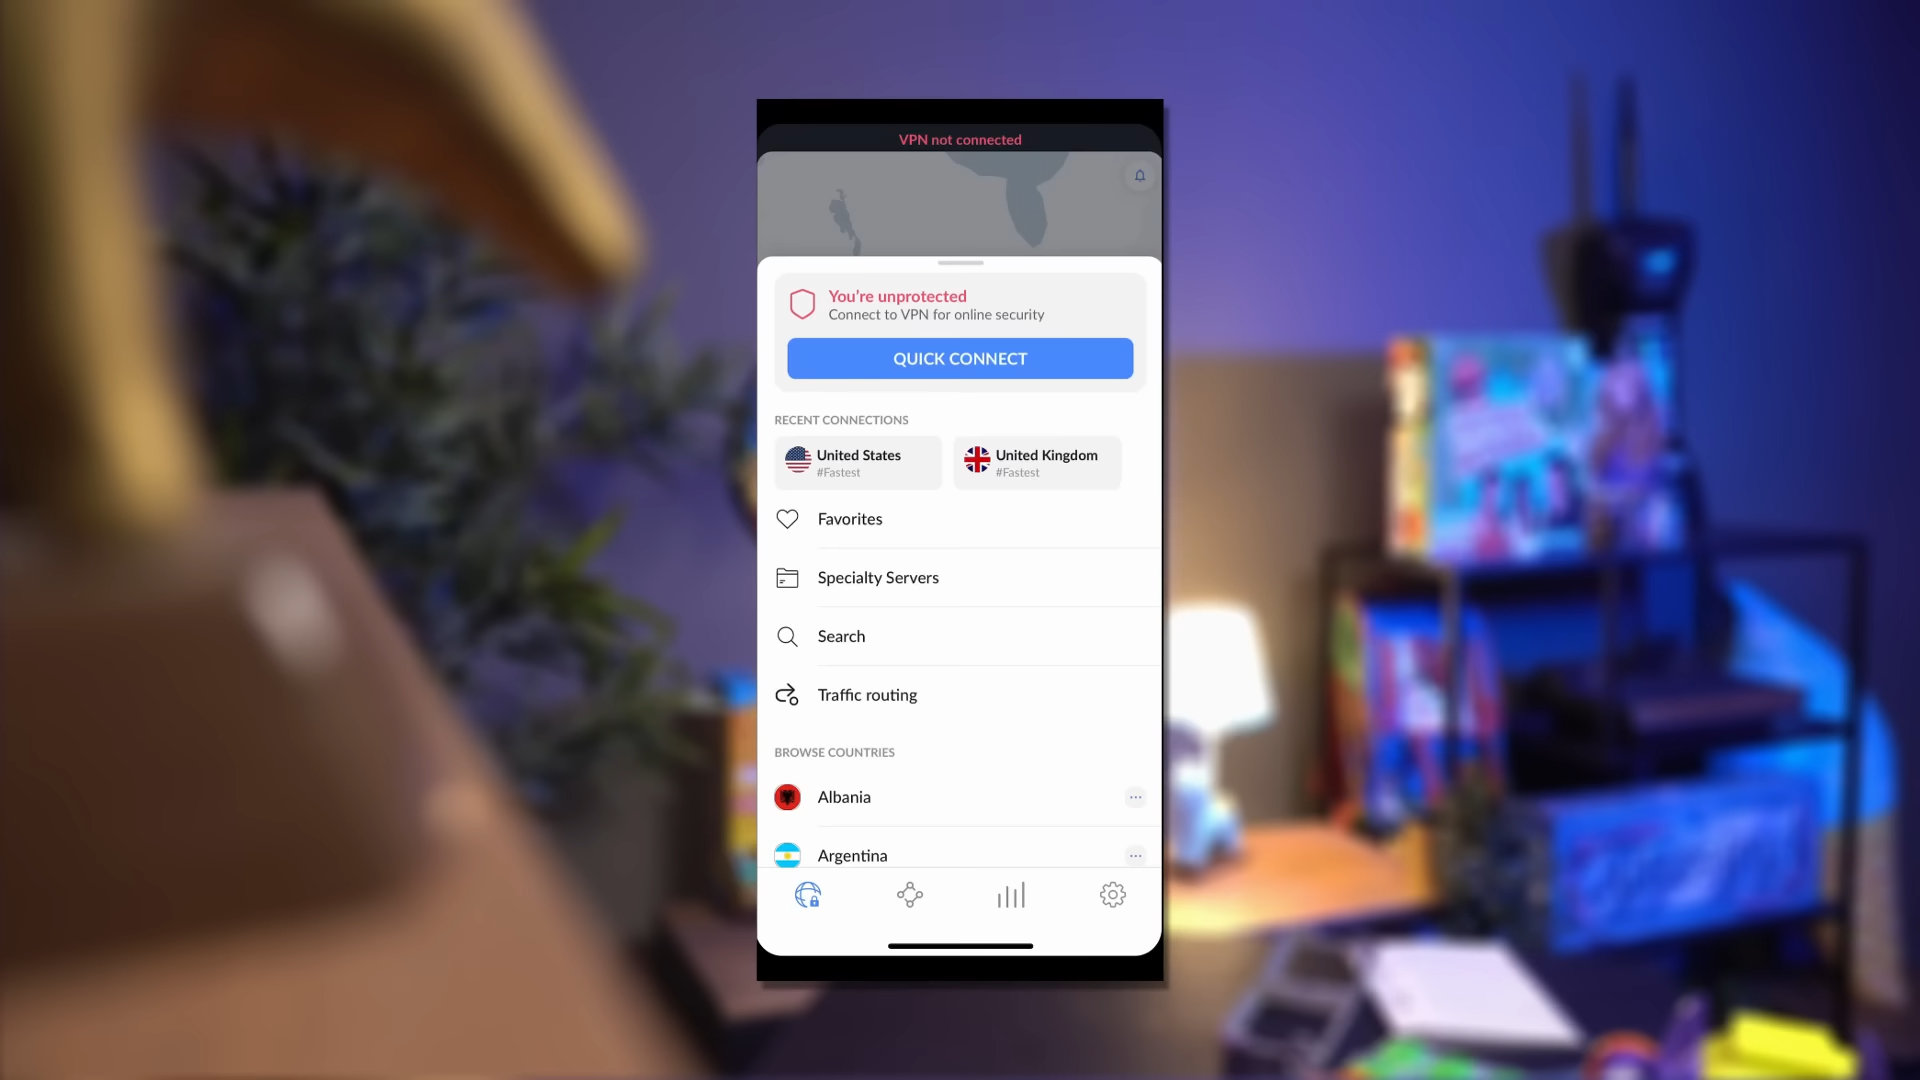 VPN not connected
You're unprotected
Connect to VPN for online security
QUICK CONNECT
RECENT CONNECTIONS
United States
#Fastest
United Kingdom
#Fastest
Favorites
Specialty Servers
Search
Traffic routing
BROWSE COUNTRIES
Albania
Argentina